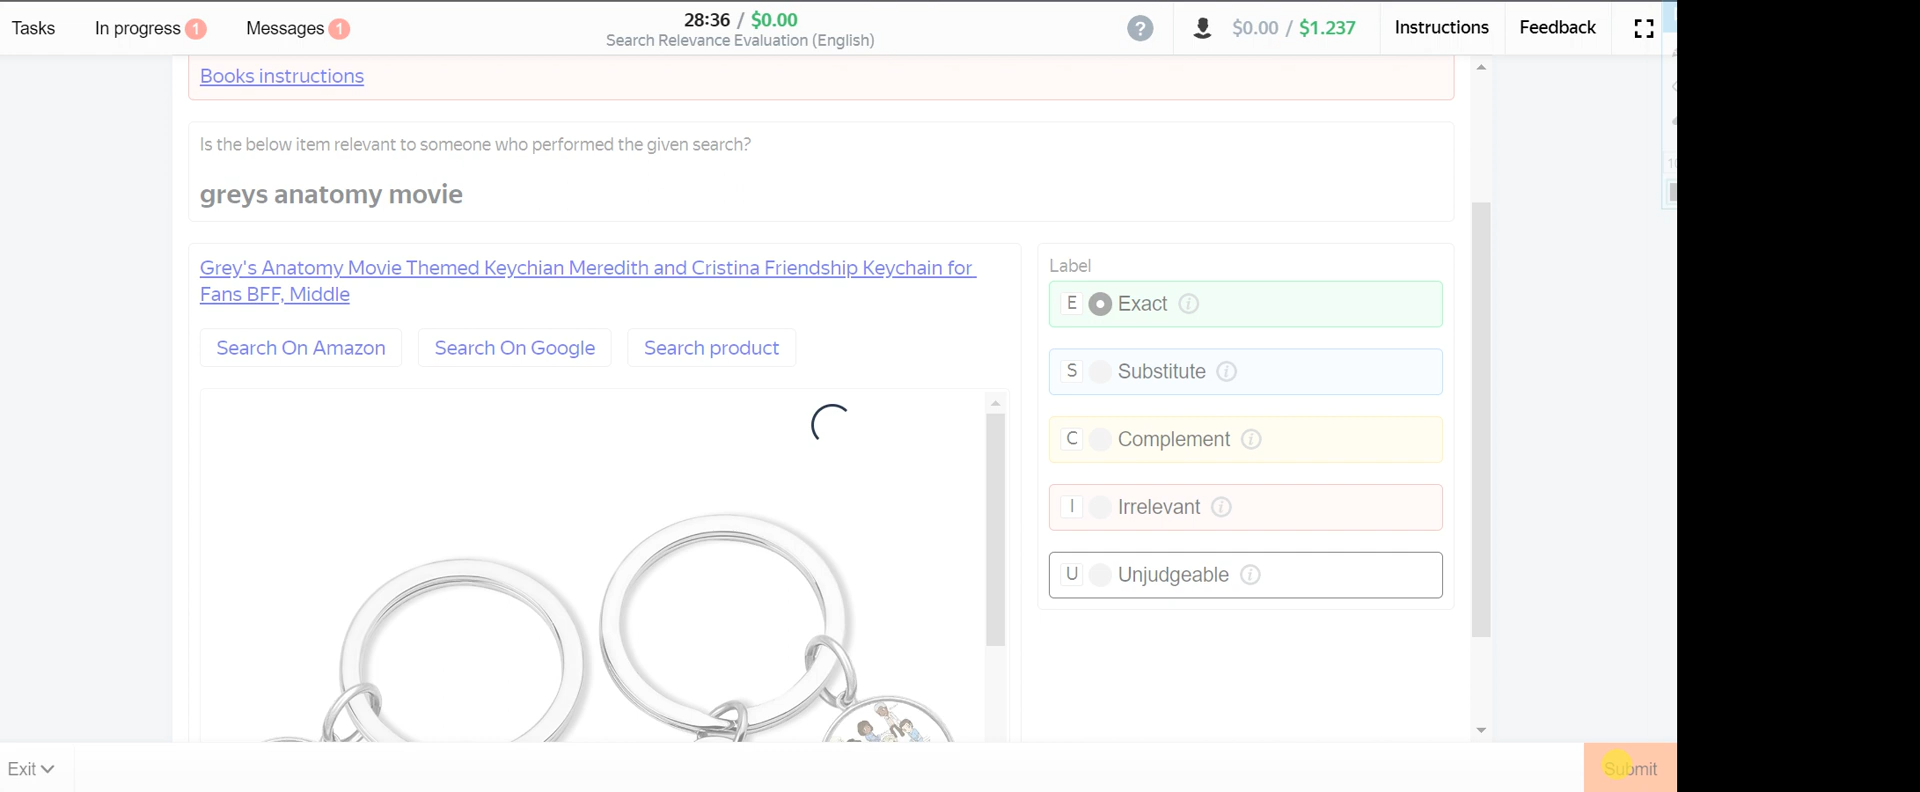 Tasks
In progress 1
Messages 1
28:36 / $0.00
Search Relevance Evaluation (English)
?
$0.00 / $1.237
Instructions
Feedback
Books instructions
Is the below item relevant to someone who performed the given search?
greys anatomy movie
Grey's Anatomy Movie Themed Keychian Meredith and Cristina Friendship Keychain for
Fans BFF, Middle
Search On Amazon
Search On Google
Search product
Label
E Exact i
S Substitute i
C Complement i
I Irrelevant i
U Unjudgeable i
Exit
Submit